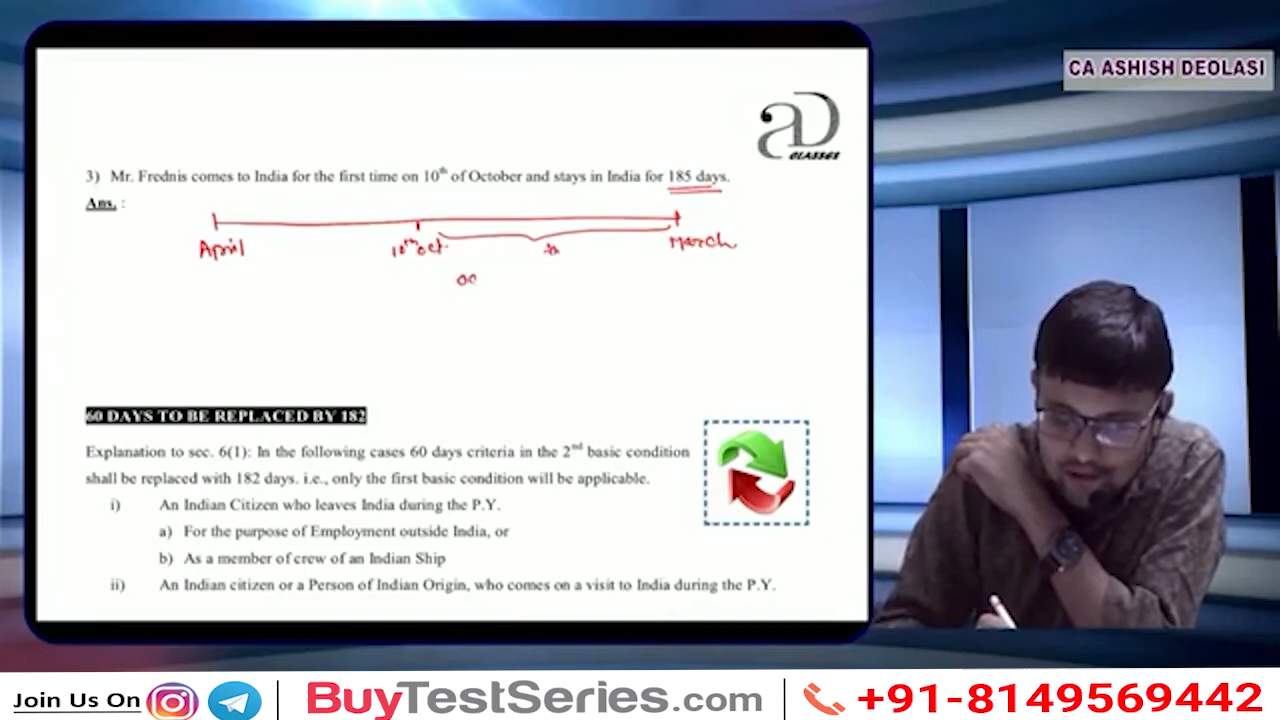 CA ASHISH DEOLASI
aD
CLASSES
3) Mr. Frednis comes to India for the first time on 10th of October and stays in India for 185 days.
Ans. :
April 10th Oct. March
60 DAYS TO BE REPLACED BY 182
Explanation to sec. 6(1): In the following cases 60 days criteria in the 2nd basic condition
shall be replaced with 182 days. i.e., only the first basic condition will be applicable.
i) An Indian Citizen who leaves India during the P.Y.
a) For the purpose of Employment outside India, or
b) As a member of crew of an Indian Ship
ii) An Indian citizen or a Person of Indian Origin, who comes on a visit to India during the P.Y.
Join Us On BuyTestSeries.com +91-8149569442